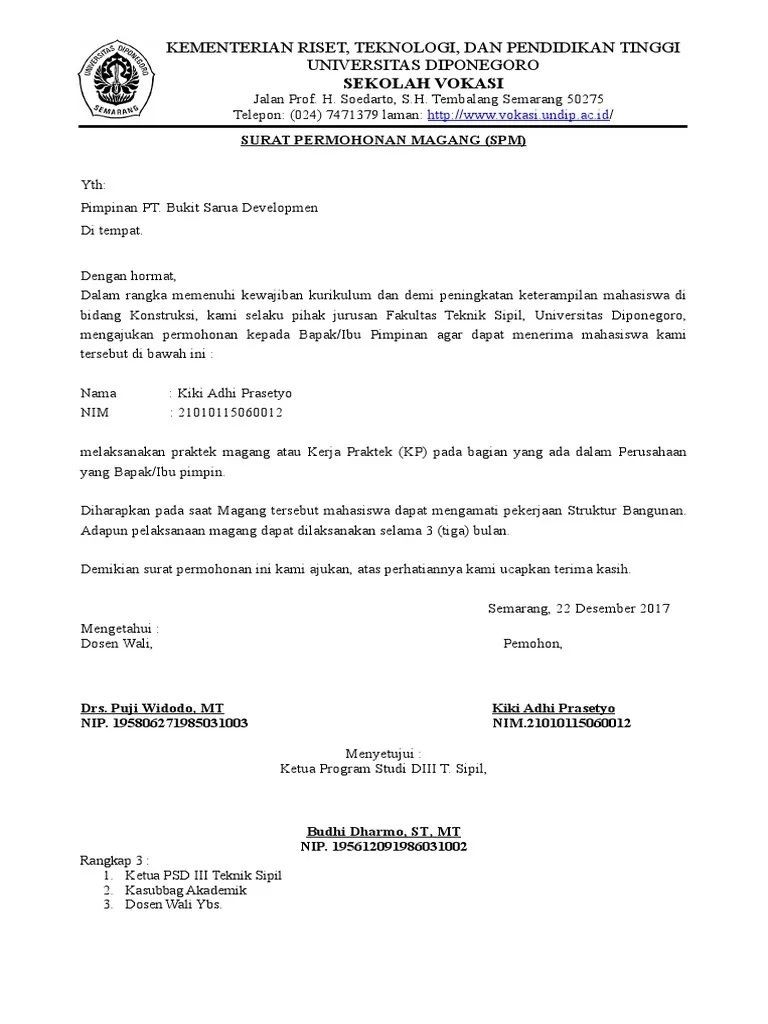 KEMENTERIAN RISET, TEKNOLOGI, DAN PENDIDIKAN TINGGI
UNIVERSITAS DIPONEGORO
SEKOLAH VOKASI
Jalan Prof. H. Soedarto, S.H. Tembalang Semarang 50275
Telepon: (024) 7471379 laman: http://www.vokasi.undip.ac.id/
UNIVERSITAS DIPONEGORO
SEMARANG
SURAT PERMOHONAN MAGANG (SPM)
Yth:
Pimpinan PT. Bukit Sarua Developmen
Di tempat.
Dengan hormat,
Dalam rangka memenuhi kewajiban kurikulum dan demi peningkatan keterampilan mahasiswa di
bidang Konstruksi, kami selaku pihak jurusan Fakultas Teknik Sipil, Universitas Diponegoro,
mengajukan permohonan kepada Bapak/Ibu Pimpinan agar dapat menerima mahasiswa kami
tersebut di bawah ini :
Nama : Kiki Adhi Prasetyo
NIM : 21010115060012
melaksanakan praktek magang atau Kerja Praktek (KP) pada bagian yang ada dalam Perusahaan
yang Bapak/Ibu pimpin.
Diharapkan pada saat Magang tersebut mahasiswa dapat mengamati pekerjaan Struktur Bangunan.
Adapun pelaksanaan magang dapat dilaksanakan selama 3 (tiga) bulan.
Demikian surat permohonan ini kami ajukan, atas perhatiannya kami ucapkan terima kasih.
Semarang, 22 Desember 2017
Mengetahui :
Dosen Wali, Pemohon,
Drs. Puji Widodo, MT Kiki Adhi Prasetyo
NIP. 195806271985031003 NIM.21010115060012
Menyetujui :
Ketua Program Studi DIII T. Sipil,
Budhi Dharmo, ST, MT
NIP. 195612091986031002
Rangkap 3 :
1. Ketua PSD III Teknik Sipil
2. Kasubbag Akademik
3. Dosen Wali Ybs.